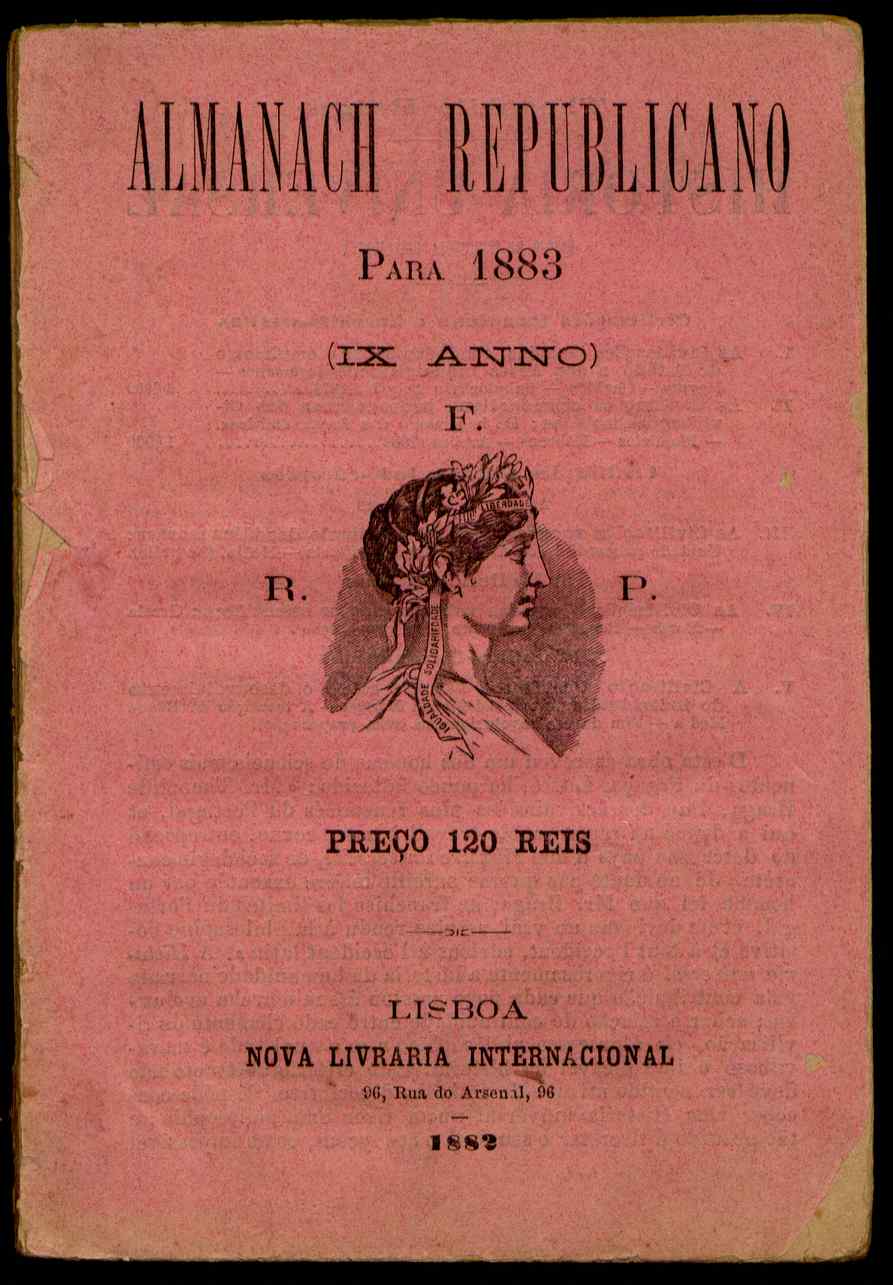 ALMANACH REPUBLICANO
PARA 1883
(IX ANNO)
F.
LIBERDADE
R. P.
IGUALDADE SOLIDARIEDADE
PREÇO 120 REIS
LISBOA
NOVA LIVRARIA INTERNACIONAL
96, Rua do Arsenal, 96
1882